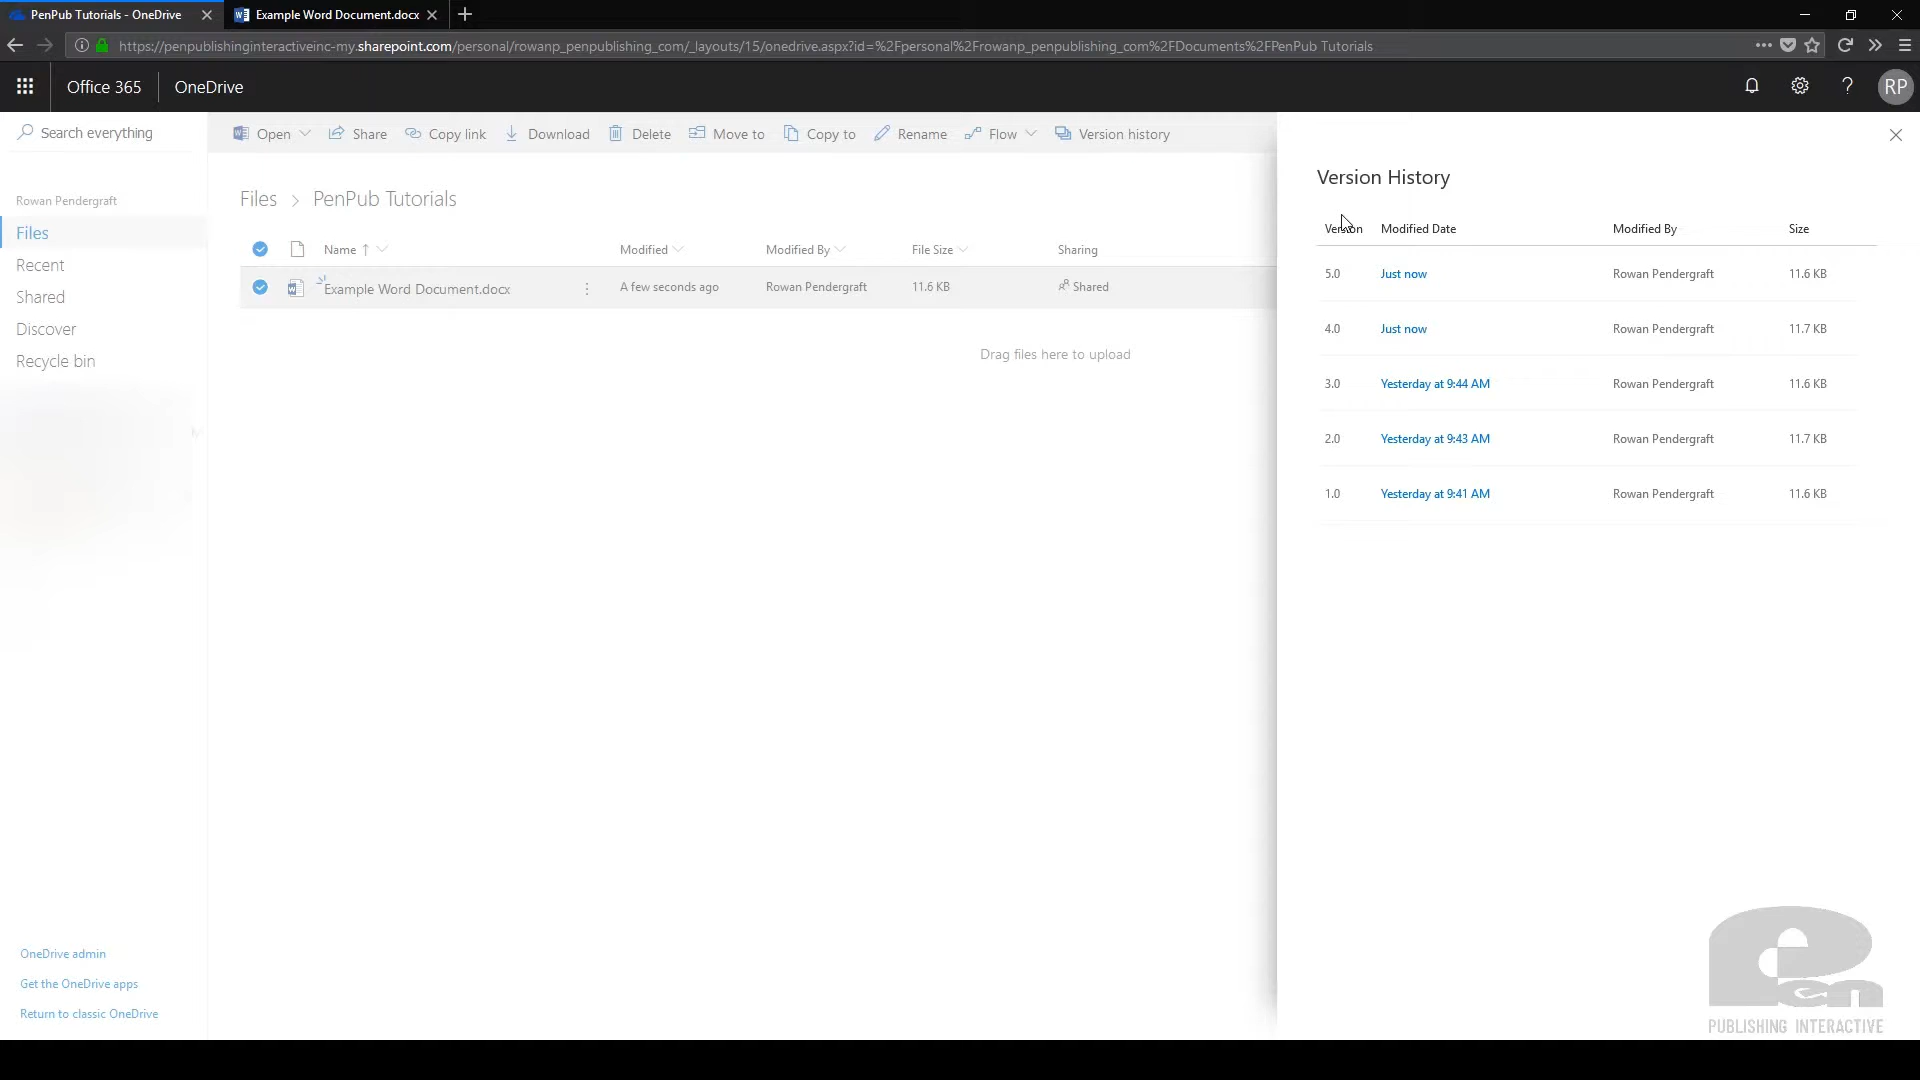 PenPub Tutorials - OneDrive
Example Word Document.docx
https://penpublishinginteractiveinc-my.sharepoint.com/personal/rowanp_penpublishing_com/_layouts/15/onedrive.aspx?id=%2Fpersonal%2Frowanp_penpublishing_com%2FDocuments%2FPenPub Tutorials
Office 365
OneDrive
?
RP
Search everything
Open
Share
Copy link
Download
Delete
Move to
Copy to
Rename
Flow
Version history
Rowan Pendergraft
Files
Recent
Shared
Discover
Recycle bin
Files > PenPub Tutorials
Name ↑ Modified Modified By File Size Sharing
Example Word Document.docx A few seconds ago Rowan Pendergraft 11.6 KB Shared
Drag files here to upload
OneDrive admin
Get the OneDrive apps
Return to classic OneDrive
Version History
Version Modified Date Modified By Size
5.0 Just now Rowan Pendergraft 11.6 KB
4.0 Just now Rowan Pendergraft 11.7 KB
3.0 Yesterday at 9:44 AM Rowan Pendergraft 11.6 KB
2.0 Yesterday at 9:43 AM Rowan Pendergraft 11.7 KB
1.0 Yesterday at 9:41 AM Rowan Pendergraft 11.6 KB
Pen
PUBLISHING INTERACTIVE